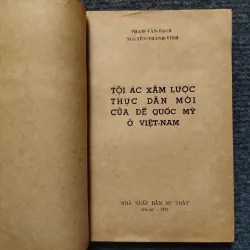 PHẠM-VĂN-BẠCH
NGUYỄN-THÀNH-VINH
TỘI ÁC XÂM LƯỢC
THỰC DÂN MỚI
CỦA ĐẾ QUỐC MỸ
Ở VIỆT-NAM
NHÀ XUẤT BẢN SỰ THẬT